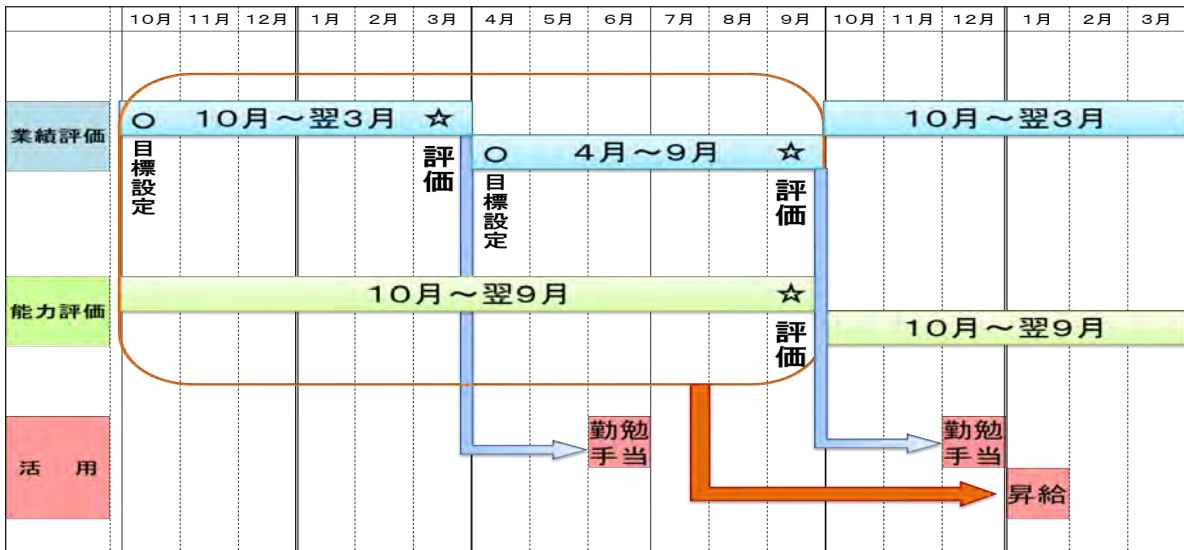 10月 11月 12月 1月 2月 3月 4月 5月 6月 7月 8月 9月 10月 11月 12月 1月 2月 3月
業績評価
○ 10月～翌3月 ☆
10月～翌3月
目標設定
評価
○ 4月～9月 ☆
目標設定
評価
能力評価
10月～翌9月 ☆
評価
10月～翌9月
活用
勤勉
手当
勤勉
手当
昇給